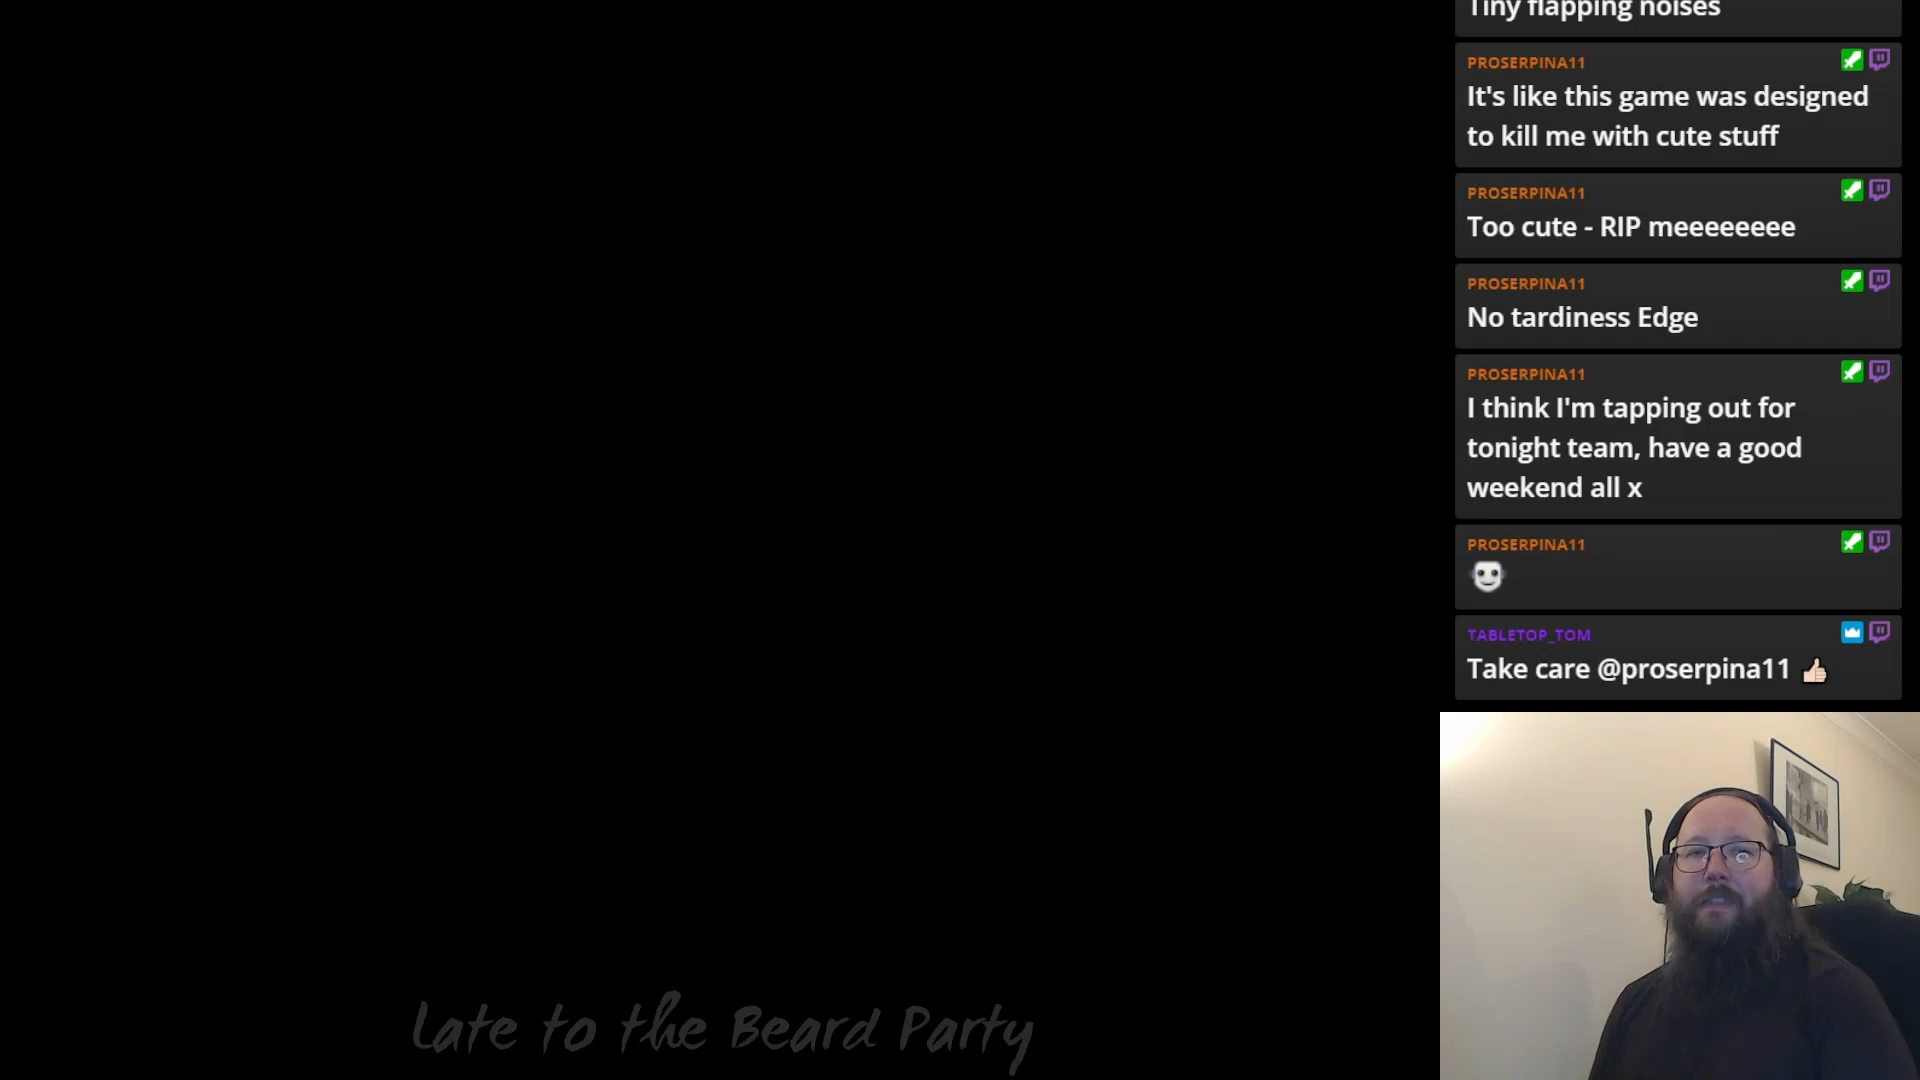 Tiny flapping noises
PROSERPINA11
It's like this game was designed
to kill me with cute stuff
PROSERPINA11
Too cute - RIP meeeeeeee
PROSERPINA11
No tardiness Edge
PROSERPINA11
I think I'm tapping out for
tonight team, have a good
weekend all x
PROSERPINA11
TABLETOP_TOM
Take care @proserpina11 👍🏻
Late to the Beard Party